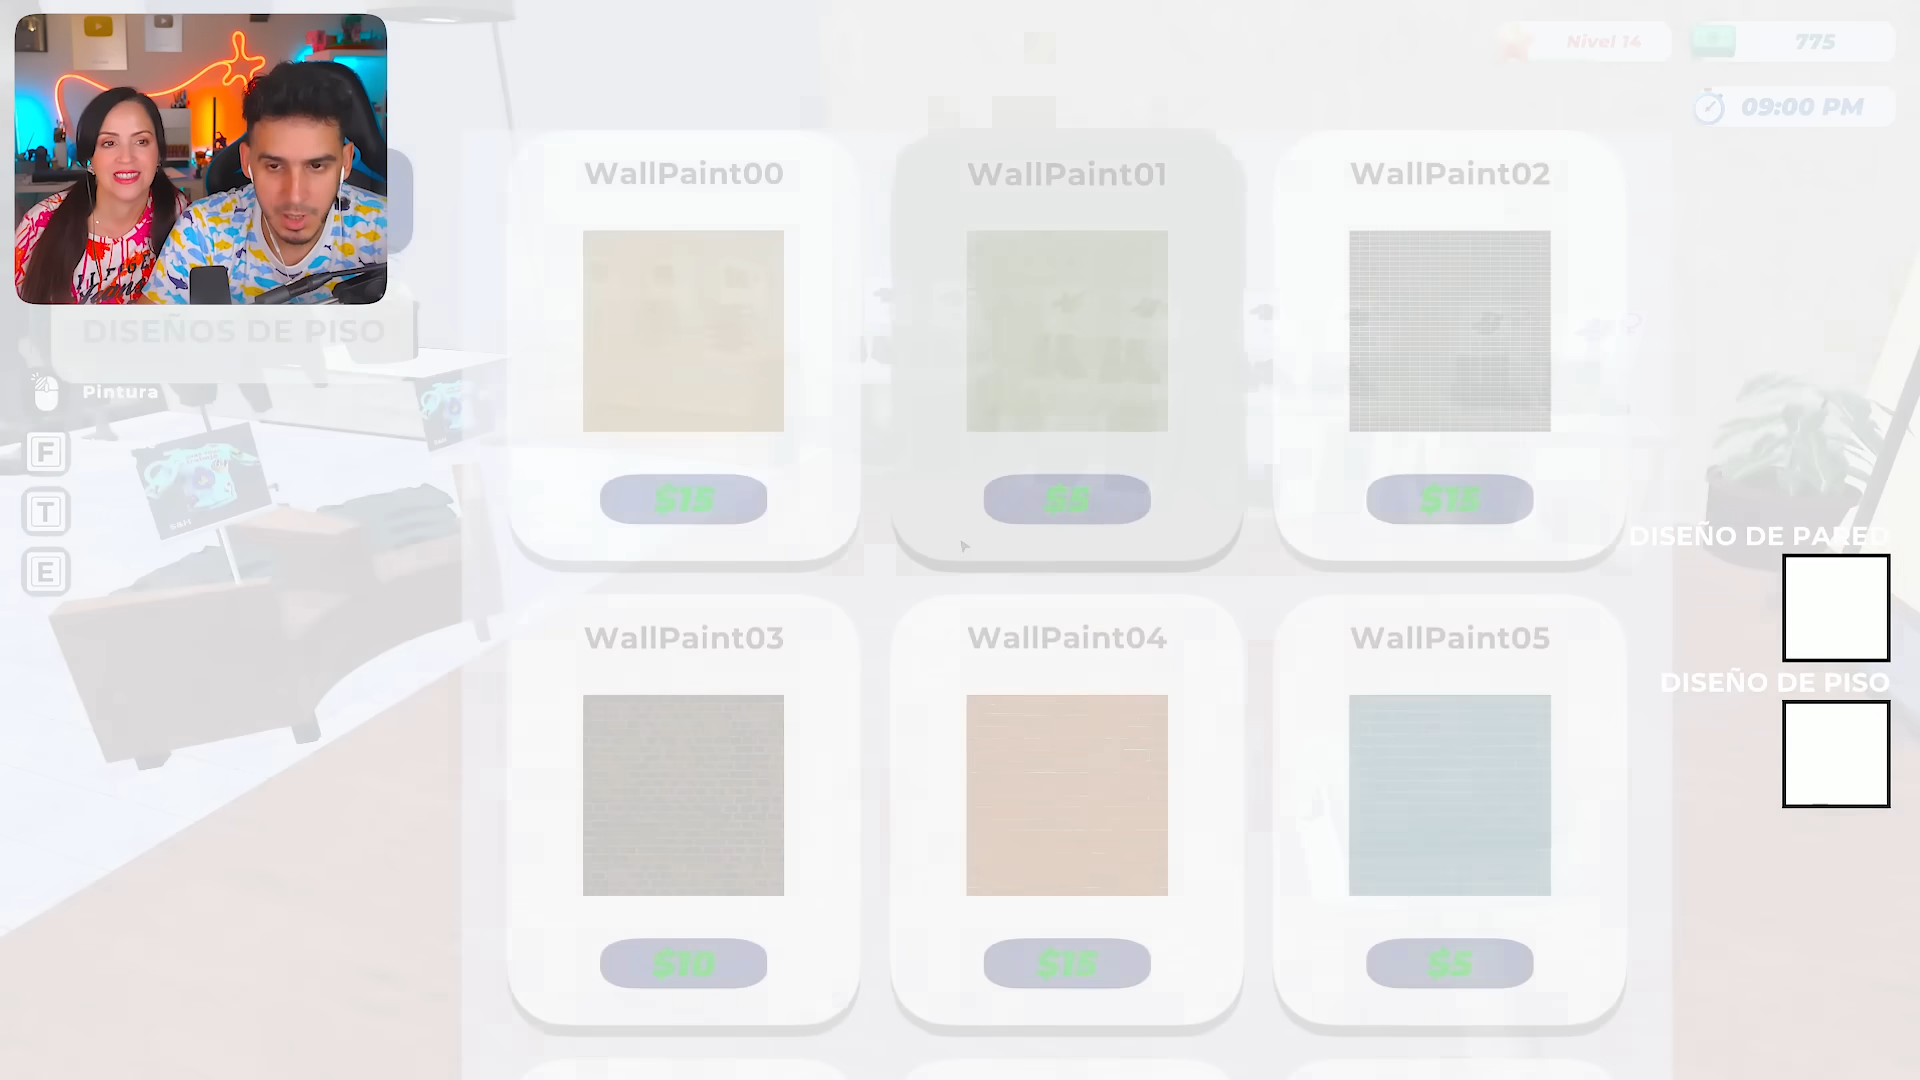 Nivel 14
775
09:00 PM
WallPaint00
WallPaint01
WallPaint02
DISEÑOS DE PISO
Pintura
F
T
E
$15
$5
$15
DISEÑO DE PARED
WallPaint03
WallPaint04
WallPaint05
DISEÑO DE PISO
$10
$15
$5